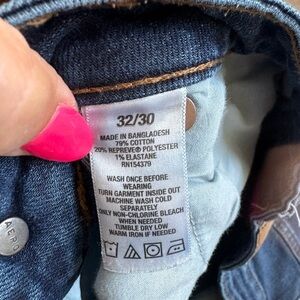 32/30
MADE IN BANGLADESH
79% COTTON
20% REPREVE® POLYESTER
1% ELASTANE
RN154379
WASH ONCE BEFORE
WEARING
TURN GARMENT INSIDE OUT
MACHINE WASH COLD
SEPARATELY
ONLY NON-CHLORINE BLEACH
WHEN NEEDED
TUMBLE DRY LOW
WARM IRON IF NEEDED